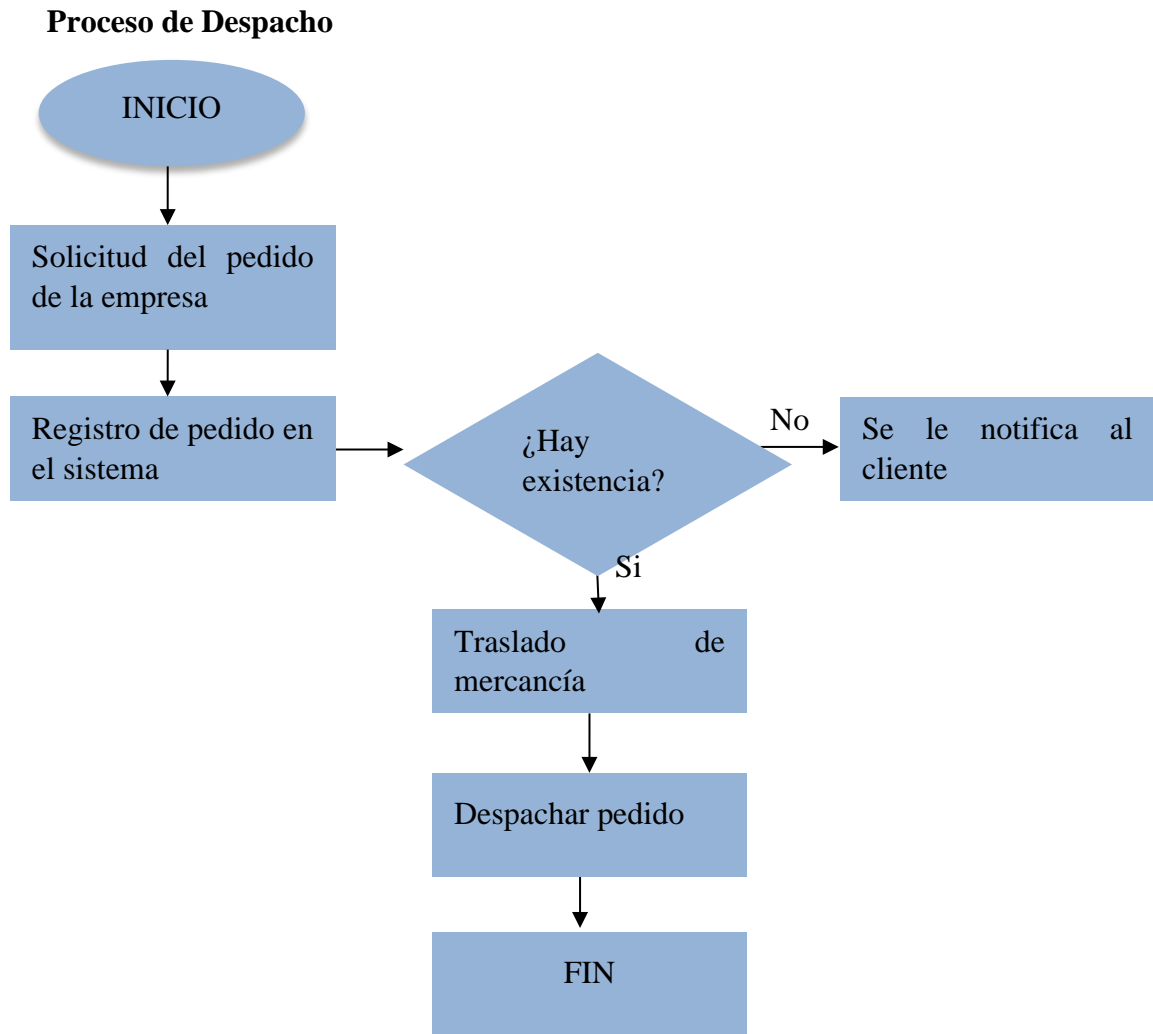 Proceso de Despacho
INICIO
Solicitud del pedido
de la empresa
Registro de pedido en
el sistema
¿Hay
existencia?
No
Se le notifica al
cliente
Si
Traslado de
mercancía
Despachar pedido
FIN